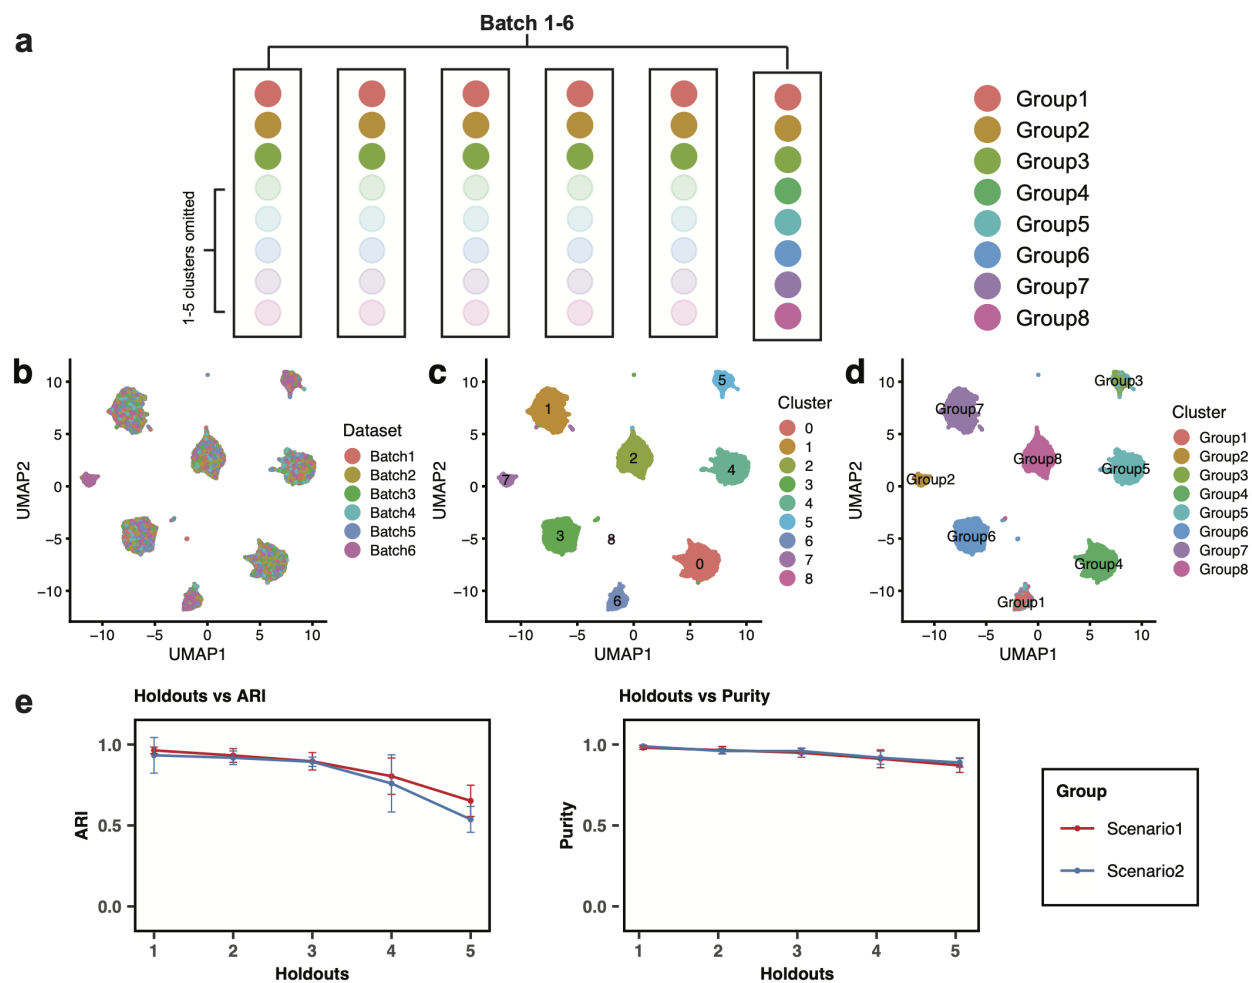 a
Batch 1-6
1-5 clusters omitted
Group1
Group2
Group3
Group4
Group5
Group6
Group7
Group8
b
10
5
0
−5
−10
UMAP2
−10 −5 0 5 10
UMAP1
Dataset
Batch1
Batch2
Batch3
Batch4
Batch5
Batch6
c
10
5
0
−5
−10
UMAP2
5
1
2
4
7
3
8
0
6
−10 −5 0 5 10
UMAP1
Cluster
0
1
2
3
4
5
6
7
8
d
10
5
0
−5
−10
UMAP2
Group3
Group7
Group8
Group5
Group2
Group6
Group4
Group1
−10 −5 0 5 10
UMAP1
Cluster
Group1
Group2
Group3
Group4
Group5
Group6
Group7
Group8
e
Holdouts vs ARI
1.0
0.5
0.0
ARI
1 2 3 4 5
Holdouts
Holdouts vs Purity
1.0
0.5
0.0
Purity
1 2 3 4 5
Holdouts
Group
Scenario1
Scenario2